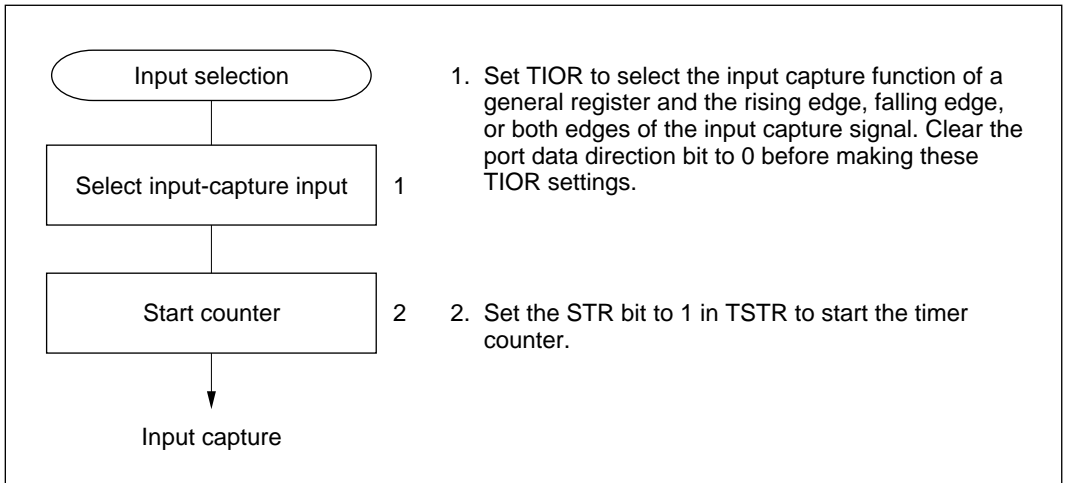 Input selection
Select input-capture input 1
Start counter 2
Input capture
1. Set TIOR to select the input capture function of a
general register and the rising edge, falling edge,
or both edges of the input capture signal. Clear the
port data direction bit to 0 before making these
TIOR settings.
2. Set the STR bit to 1 in TSTR to start the timer
counter.